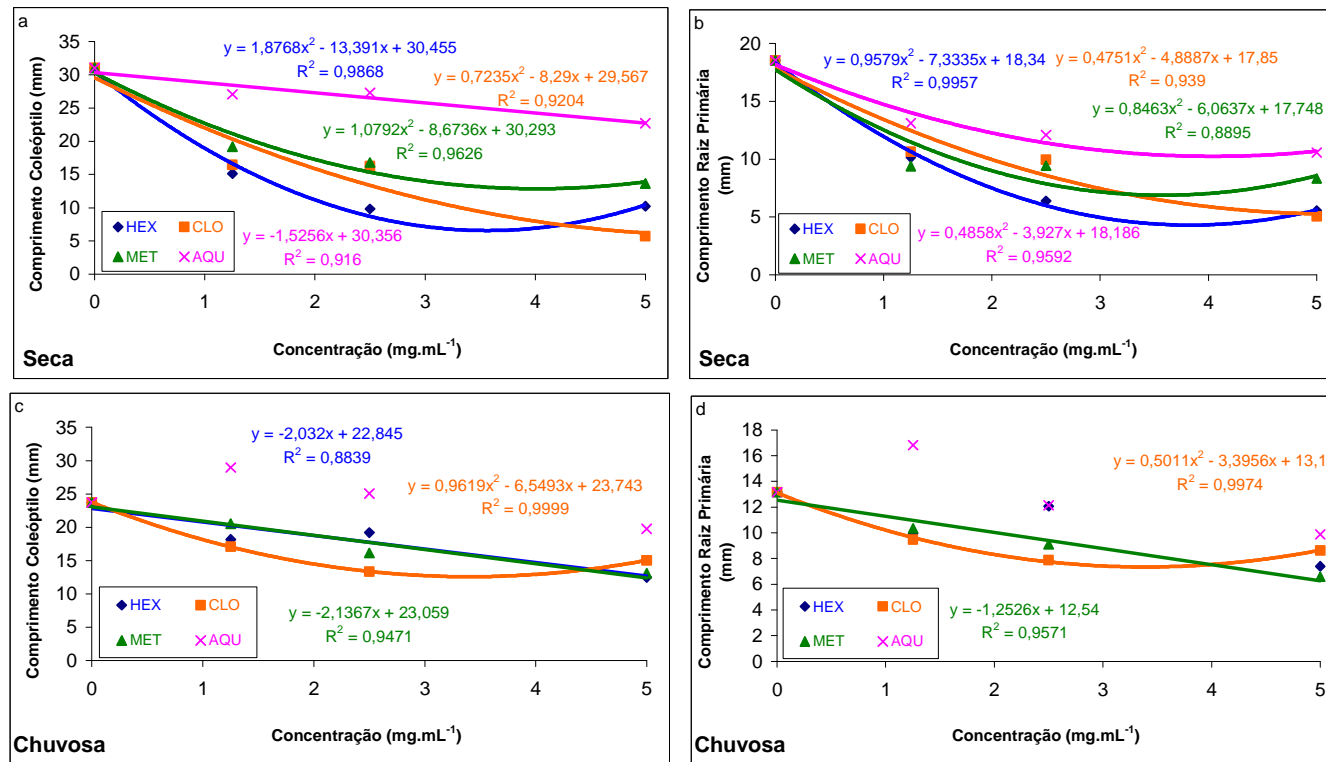 a
Comprimento Coleóptilo (mm)
35
30
25
20
15
10
5
0
y = 1,8768x² - 13,391x + 30,455
R² = 0,9868
y = 0,7235x² - 8,29x + 29,567
R² = 0,9204
y = 1,0792x² - 8,6736x + 30,293
R² = 0,9626
y = -1,5256x + 30,356
R² = 0,916
HEX
CLO
MET
AQU
0 1 2 3 4 5
Concentração (mg.mL⁻¹)
Seca
b
Comprimento Raiz Primária
(mm)
20
15
10
5
0
y = 0,9579x² - 7,3335x + 18,34
R² = 0,9957
y = 0,4751x² - 4,8887x + 17,85
R² = 0,939
y = 0,8463x² - 6,0637x + 17,748
R² = 0,8895
y = 0,4858x² - 3,927x + 18,186
R² = 0,9592
HEX
CLO
MET
AQU
0 1 2 3 4 5
Concentração (mg.mL⁻¹)
Seca
c
Comprimento Coleóptilo (mm)
35
30
25
20
15
10
5
0
y = -2,032x + 22,845
R² = 0,8839
y = 0,9619x² - 6,5493x + 23,743
R² = 0,9999
y = -2,1367x + 23,059
R² = 0,9471
HEX
CLO
MET
AQU
0 1 2 3 4 5
Concentração (mg.mL⁻¹)
Chuvosa
d
Comprimento Raiz Primária
(mm)
18
16
14
12
10
8
6
4
2
0
y = 0,5011x² - 3,3956x + 13,1
R² = 0,9974
y = -1,2526x + 12,54
R² = 0,9571
HEX
CLO
MET
AQU
0 1 2 3 4 5
Concentração (mg.mL⁻¹)
Chuvosa